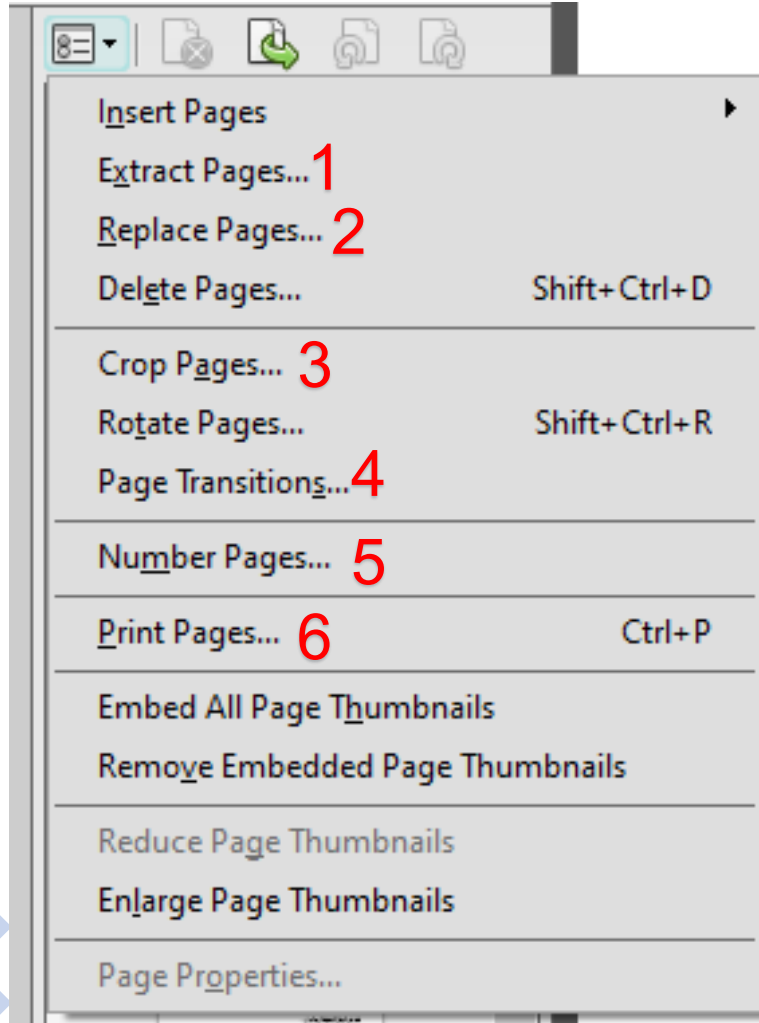 Insert Pages
Extract Pages... 1
Replace Pages... 2
Delete Pages... Shift+Ctrl+D
Crop Pages... 3
Rotate Pages... Shift+Ctrl+R
Page Transitions... 4
Number Pages... 5
Print Pages... 6 Ctrl+P
Embed All Page Thumbnails
Remove Embedded Page Thumbnails
Reduce Page Thumbnails
Enlarge Page Thumbnails
Page Properties...